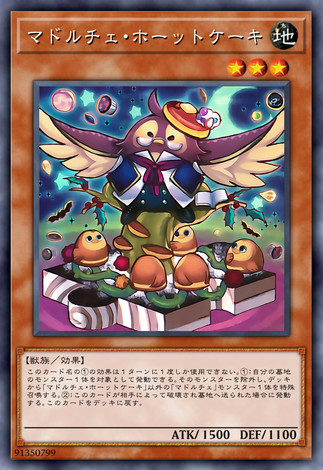 マドルチェ・ホーットケーキ
地
【獣族/効果】
このカード名の①の効果は１ターンに１度しか使用できない。①:自分の墓地
のモンスター１体を対象として発動できる。そのモンスターを除外し、デッキ
から「マドルチェ・ホーットケーキ」以外の「マドルチェ」モンスター１体を特殊
召喚する。②:このカードが相手によって破壊され墓地へ送られた場合に発動
する。このカードをデッキに戻す。
ATK/1500 DEF/1100
91350799